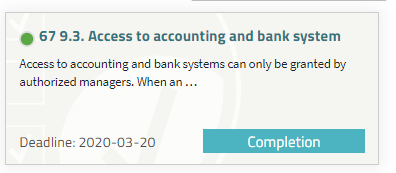 67 9.3. Access to accounting and bank system
Access to accounting and bank systems can only be granted by
authorized managers. When an ...
Deadline: 2020-03-20
Completion